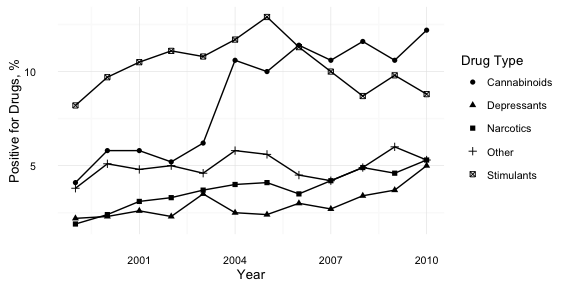 Positive for Drugs, %
10
5
2001
2004
2007
2010
Year
Drug Type
Cannabinoids
Depressants
Narcotics
Other
Stimulants